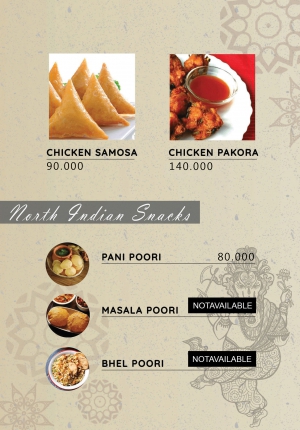 CHICKEN SAMOSA
90.000
CHICKEN PAKORA
140.000
North Indian Snacks
PANI POORI 80.000
MASALA POORI NOTAVAILABLE
BHEL POORI NOTAVAILABLE